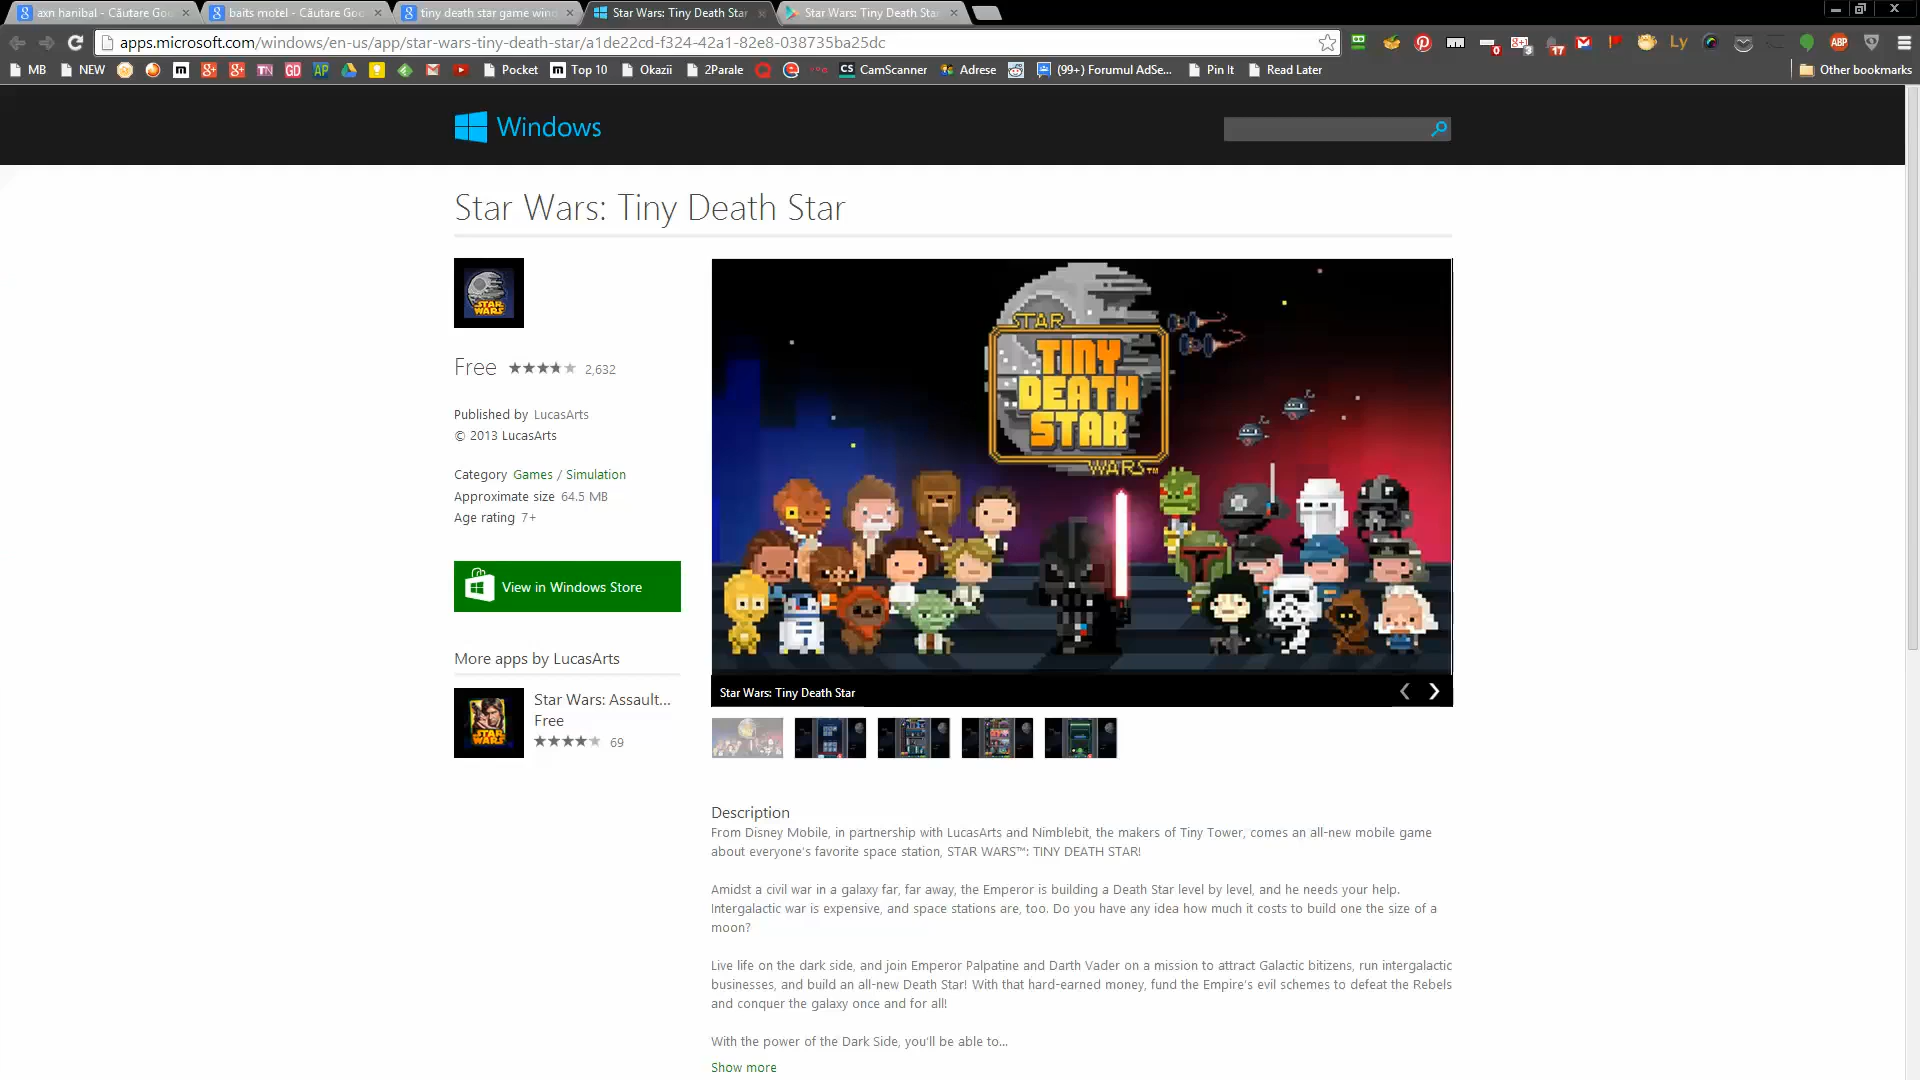 axn hanibal - Căutare Goo
baits motel - Căutare Goo
tiny death star game wind
Star Wars: Tiny Death Star
Star Wars: Tiny Death Star
apps.microsoft.com/windows/en-us/app/star-wars-tiny-death-star/a1de22cd-f324-42a1-82e8-038735ba25dc
MB NEW Pocket Top 10 Okazii 2Parale CamScanner Adrese (99+) Forumul AdSe... Pin It Read Later Other bookmarks
Windows
Star Wars: Tiny Death Star
STAR
TINY
DEATH
STAR
WARS™
STAR
WARS
Free 2,632
Published by LucasArts
© 2013 LucasArts
Category Games / Simulation
Approximate size 64.5 MB
Age rating 7+
View in Windows Store
More apps by LucasArts
Star Wars: Assault...
Free
69
STAR
WARS
Star Wars: Tiny Death Star
Description
From Disney Mobile, in partnership with LucasArts and Nimblebit, the makers of Tiny Tower, comes an all-new mobile game
about everyone's favorite space station, STAR WARS™: TINY DEATH STAR!
Amidst a civil war in a galaxy far, far away, the Emperor is building a Death Star level by level, and he needs your help.
Intergalactic war is expensive, and space stations are, too. Do you have any idea how much it costs to build one the size of a
moon?
Live life on the dark side, and join Emperor Palpatine and Darth Vader on a mission to attract Galactic bitizens, run intergalactic
businesses, and build an all-new Death Star! With that hard-earned money, fund the Empire's evil schemes to defeat the Rebels
and conquer the galaxy once and for all!
With the power of the Dark Side, you'll be able to...
Show more